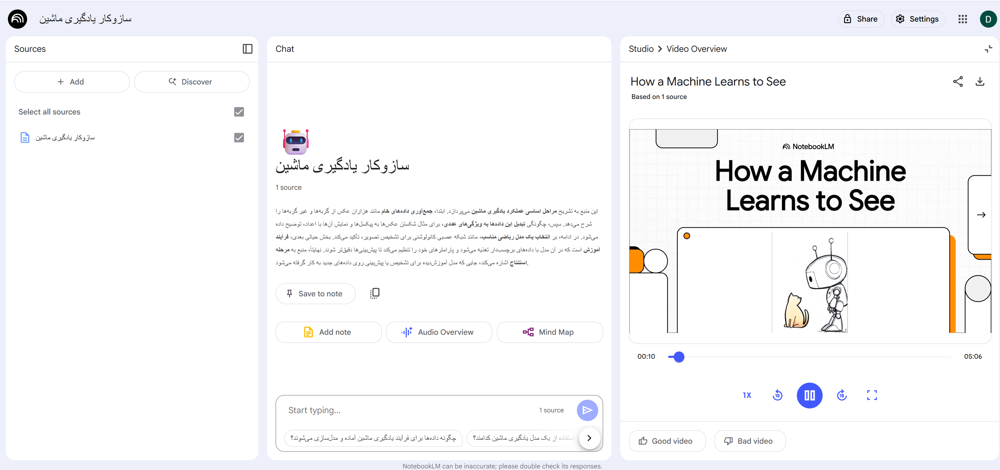 سازوکار یادگیری ماشین
Share
Settings
D
Sources
Add
Discover
Select all sources
سازوکار یادگیری ماشین
Chat
سازوکار یادگیری ماشین
1 source
این منبع به تشریح مراحل اساسی عملکرد یادگیری ماشین می‌پردازد. ابتدا، جمع‌آوری داده‌های خام مانند هزاران عکس از گربه‌ها و غیر گربه‌ها را
شرح می‌دهد. سپس، چگونگی تبدیل این داده‌ها به ویژگی‌های عددی، برای مثال شکستن عکس‌ها به پیکسل‌ها و نمایش آن‌ها با اعداد، توضیح داده
می‌شود. در ادامه، بر انتخاب یک مدل ریاضی مناسب، مانند شبکه عصبی کانولوشنی برای تشخیص تصویر، تأکید می‌کند. بخش حیاتی بعدی، فرآیند
آموزش است که در آن مدل با داده‌های برچسب‌دار تغذیه می‌شود و پارامترهای خود را تنظیم می‌کند تا پیش‌بینی‌ها دقیق‌تر شوند. نهایتاً، منبع به مرحله
استنتاج اشاره می‌کند، جایی که مدل آموزش‌دیده برای تشخیص یا پیش‌بینی روی داده‌های جدید به کار گرفته می‌شود.
Save to note
Add note
Audio Overview
Mind Map
Start typing...
1 source
چگونه داده‌ها برای فرآیند یادگیری ماشین آماده و مدل‌سازی می‌شوند؟
استفاده از یک مدل یادگیری ماشین کدامند؟
NotebookLM can be inaccurate; please double check its responses.
Studio > Video Overview
How a Machine Learns to See
Based on 1 source
NotebookLM
How a Machine
Learns to See
00:10
05:06
1X
10
10
Good video
Bad video